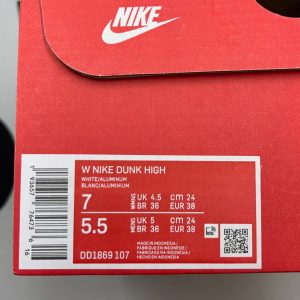 NIKE
W NIKE DUNK HIGH
WHITE/ALUMINUM
BLANC/ALUMINIUM
7 WMNS UK 4.5 cm 24
BR 36 EUR 38
5.5 MENS UK 5 cm 24
BR 36 EUR 38
DD1869 107
MADE IN INDONESIA/
FABRIQUÉ EN INDONÉSIE/
HECHO EN INDONESIA